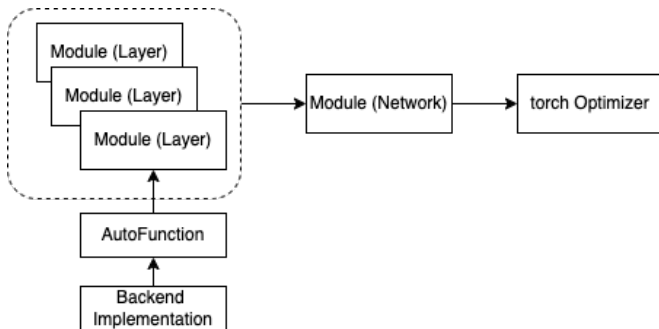 Module (Layer)
Module (Layer)
Module (Layer)
Module (Network)
torch Optimizer
AutoFunction
Backend
Implementation